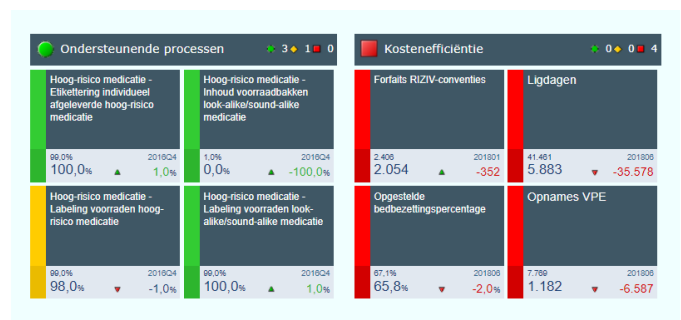 Ondersteunende processen 3 1 0
Hoog-risico medicatie -
Etikettering individueel
afgeleverde hoog-risico
medicatie
99,0% 2016Q4
100,0% 1,0%
Hoog-risico medicatie -
Inhoud voorraadbakken
look-alike/sound-alike
medicatie
1,0% 2016Q4
0,0% -100,0%
Hoog-risico medicatie -
Labeling voorraden hoog-
risico medicatie
99,0% 2016Q4
98,0% -1,0%
Hoog-risico medicatie -
Labeling voorraden look-
alike/sound-alike medicatie
99,0% 2016Q4
100,0% 1,0%
Kostenefficiëntie 0 0 4
Forfaits RIZIV-conventies
2.406 201801
2.054 -352
Ligdagen
41.461 201806
5.883 -35.578
Opgestelde
bedbezettingspercentage
67,1% 201806
65,8% -2,0%
Opnames VPE
7.769 201806
1.182 -6.587